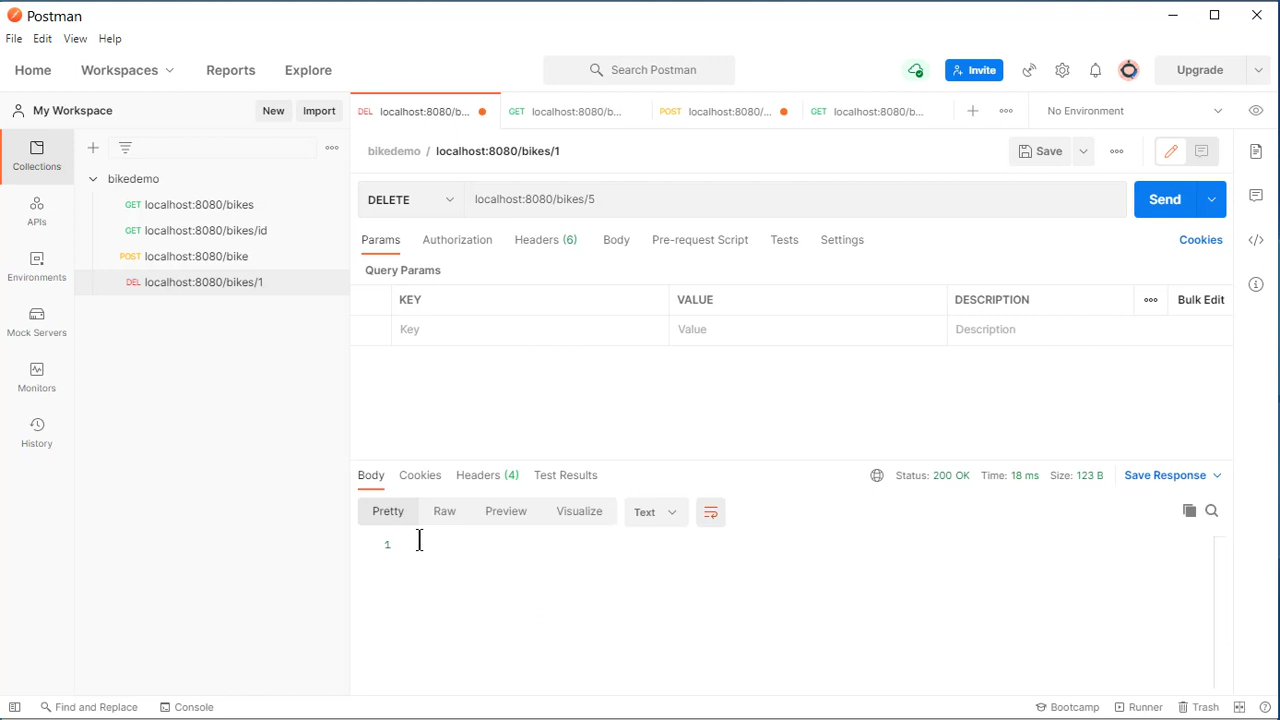 Postman
File Edit View Help
Home Workspaces Reports Explore Search Postman Invite Upgrade
My Workspace New Import
DEL localhost:8080/b... GET localhost:8080/b... POST localhost:8080/... GET localhost:8080/b... No Environment
bikedemo / localhost:8080/bikes/1 Save
Collections
APIs
Environments
Mock Servers
Monitors
History
bikedemo
GET localhost:8080/bikes
GET localhost:8080/bikes/id
POST localhost:8080/bike
DEL localhost:8080/bikes/1
DELETE localhost:8080/bikes/5 Send
Params Authorization Headers (6) Body Pre-request Script Tests Settings Cookies
Query Params
KEY VALUE DESCRIPTION Bulk Edit
Key Value Description
Body Cookies Headers (4) Test Results Status: 200 OK Time: 18 ms Size: 123 B Save Response
Pretty Raw Preview Visualize Text
1
Find and Replace Console Bootcamp Runner Trash